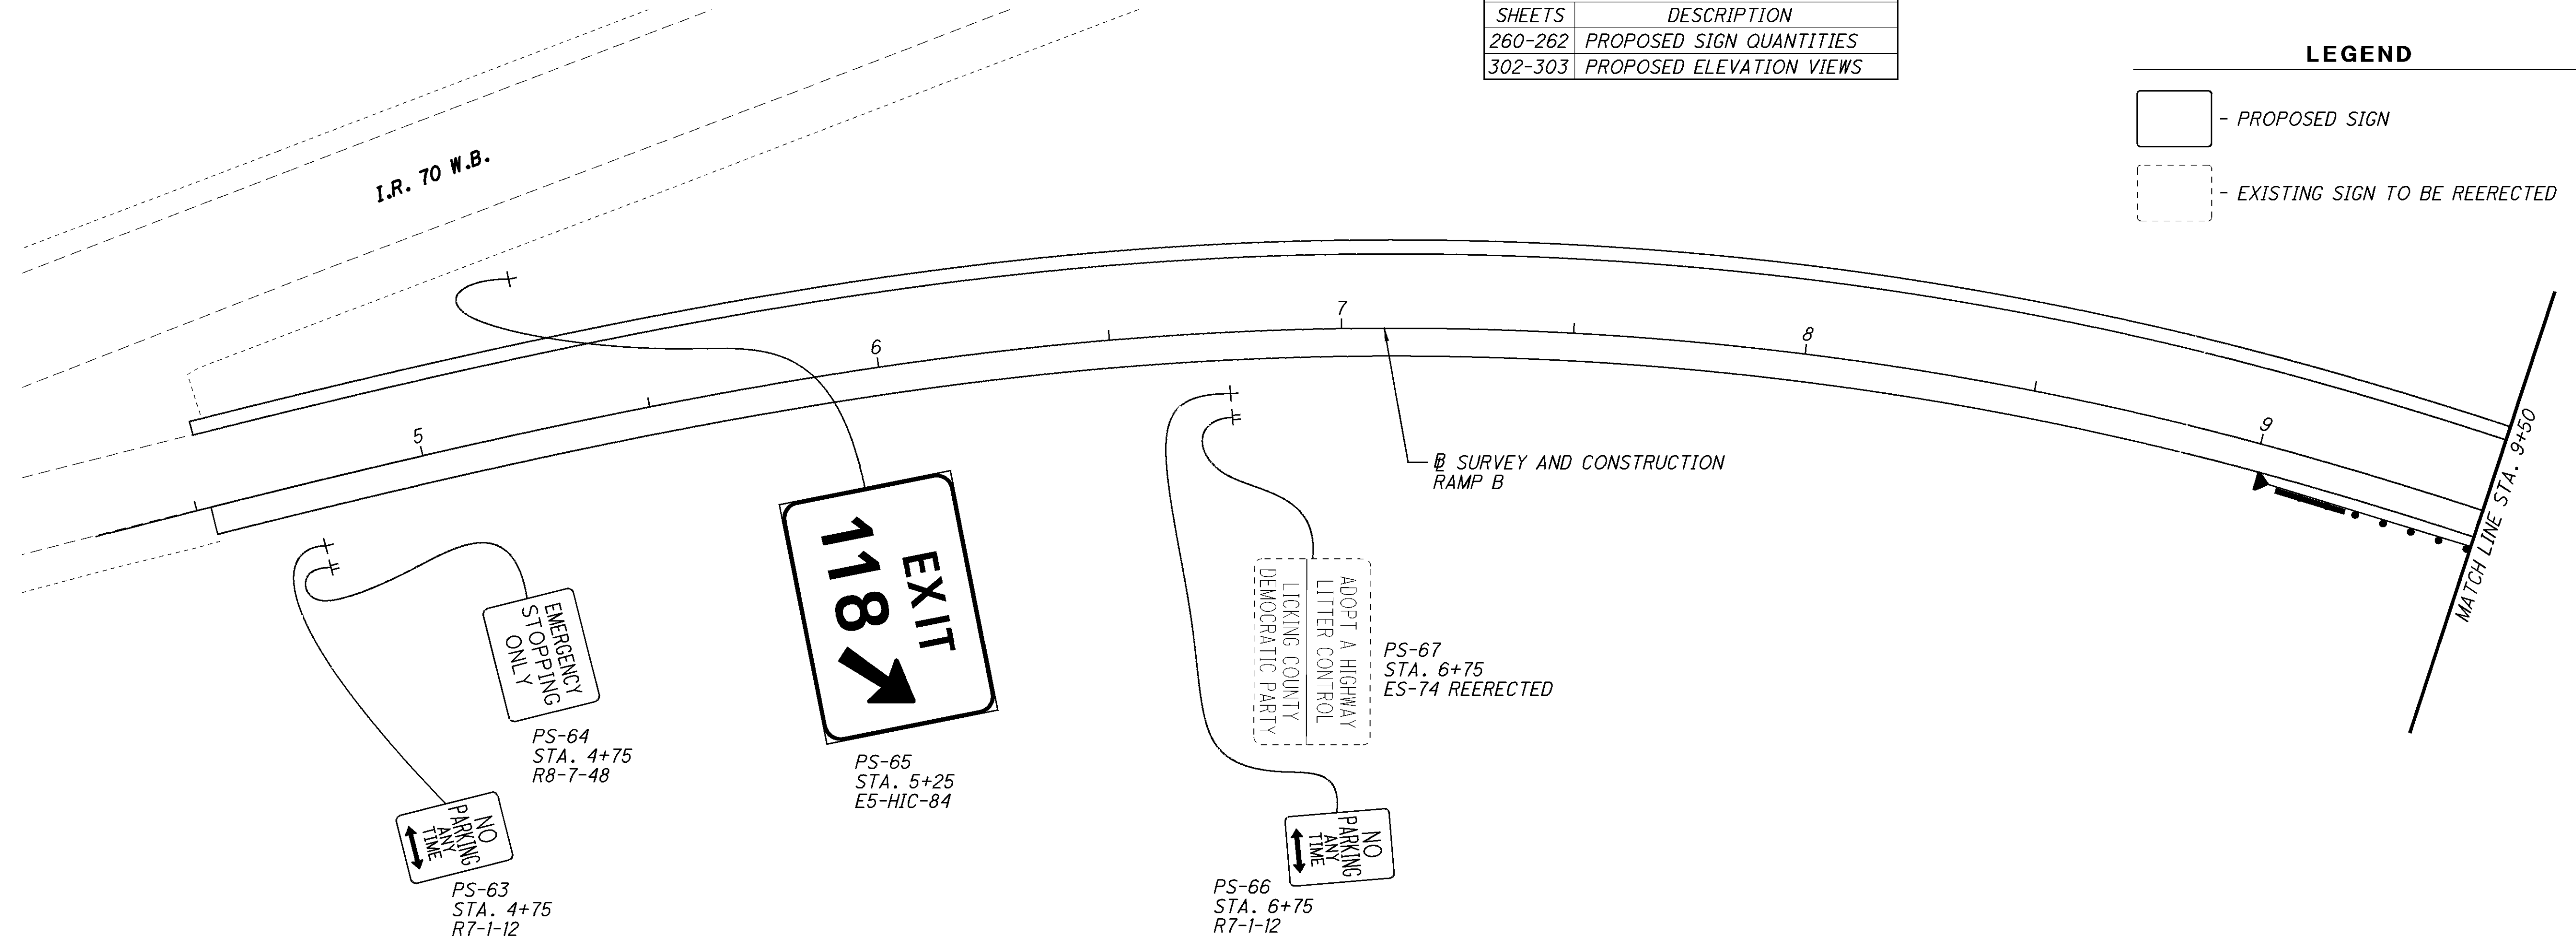 SHEETS DESCRIPTION
260-262 PROPOSED SIGN QUANTITIES
302-303 PROPOSED ELEVATION VIEWS
LEGEND
- PROPOSED SIGN
- EXISTING SIGN TO BE REERECTED
I.R. 70 W.B.
5
6
7
8
9
MATCH LINE STA. 9+50
BL SURVEY AND CONSTRUCTION
RAMP B
EMERGENCY
STOPPING
ONLY
PS-64
STA. 4+75
R8-7-48
NO
PARKING
ANY
TIME
PS-63
STA. 4+75
R7-1-12
EXIT
118
PS-65
STA. 5+25
E5-HIC-84
ADOPT A HIGHWAY
LITTER CONTROL
LICKING COUNTY
DEMOCRATIC PARTY
PS-67
STA. 6+75
ES-74 REERECTED
NO
PARKING
ANY
TIME
PS-66
STA. 6+75
R7-1-12